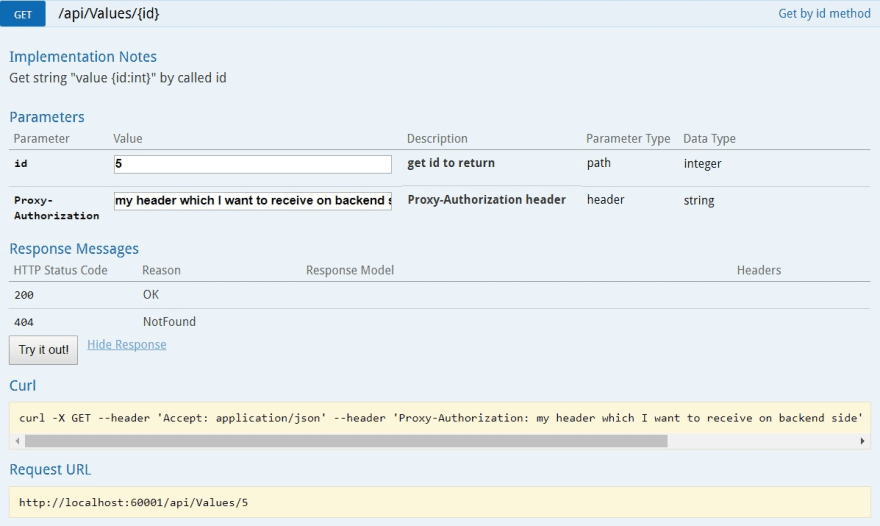 GET /api/Values/{id} Get by id method
Implementation Notes
Get string "value {id:int}" by called id
Parameters
Parameter Value Description Parameter Type Data Type
id 5 get id to return path integer
Proxy- my header which I want to receive on backend s Proxy-Authorization header header string
Authorization
Response Messages
HTTP Status Code Reason Response Model Headers
200 OK
404 NotFound
Try it out! Hide Response
Curl
curl -X GET --header 'Accept: application/json' --header 'Proxy-Authorization: my header which I want to receive on backend side'
Request URL
http://localhost:60001/api/Values/5